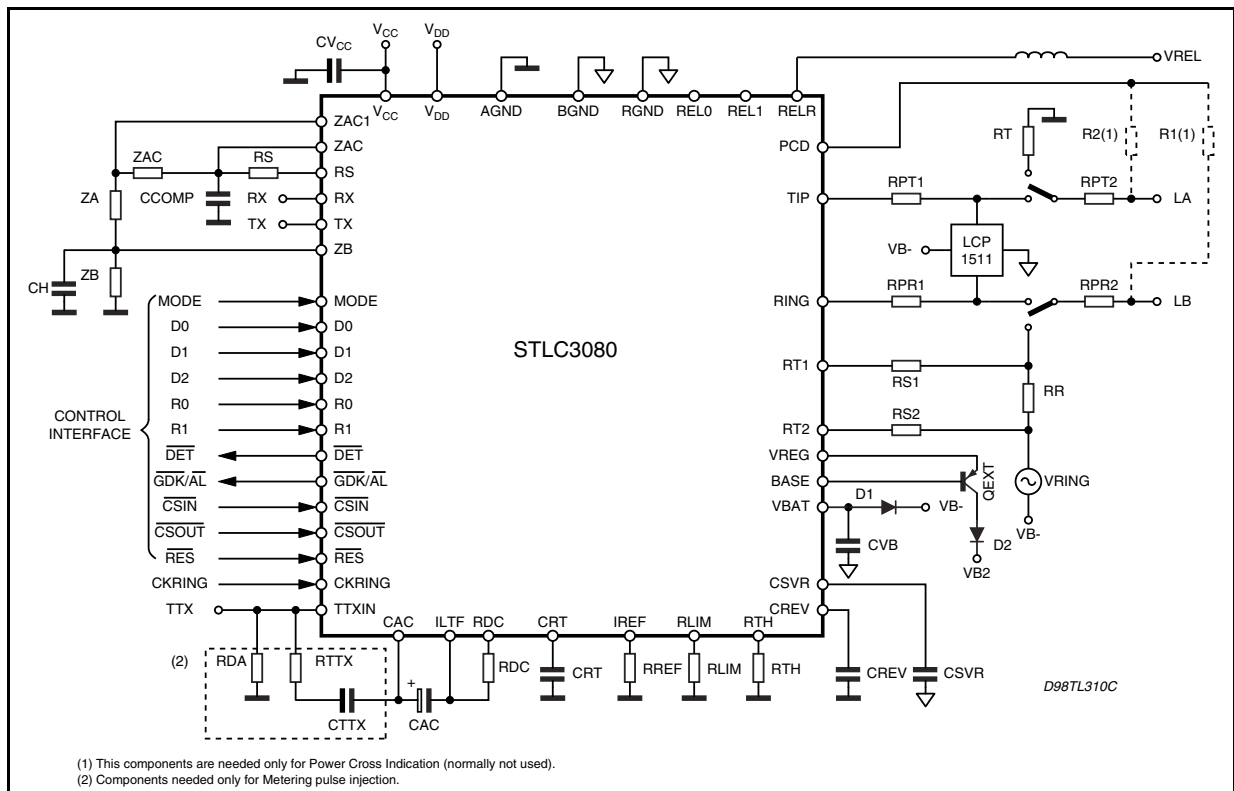 CVCC
VCC
VDD
VREL
VCC
VDD
AGND
BGND
RGND
REL0
REL1
RELR
ZAC1
ZAC
RS
RX
TX
ZB
MODE
D0
D1
D2
R0
R1
DET
GDK/AL
CSIN
CSOUT
RES
CKRING
TTXIN
PCD
TIP
RING
RT1
RT2
VREG
BASE
VBAT
CSVR
CREV
CAC
ILTF
RDC
CRT
IREF
RLIM
RTH
STLC3080
ZAC
RS
ZA
CCOMP
RX
TX
CH
ZB
CONTROL
INTERFACE
MODE
D0
D1
D2
R0
R1
DET
GDK/AL
CSIN
CSOUT
RES
CKRING
TTX
RT
R2(1)
R1(1)
RPT1
RPT2
LA
VB-
LCP
1511
RPR1
RPR2
LB
RS1
RR
RS2
QEXT
VRING
VB-
D1
VB-
D2
VB2
CVB
(2)
RDA
RTTX
CTTX
+
CAC
RDC
CRT
RREF
RLIM
RTH
CREV
CSVR
D98TL310C
(1) This components are needed only for Power Cross Indication (normally not used).
(2) Components needed only for Metering pulse injection.